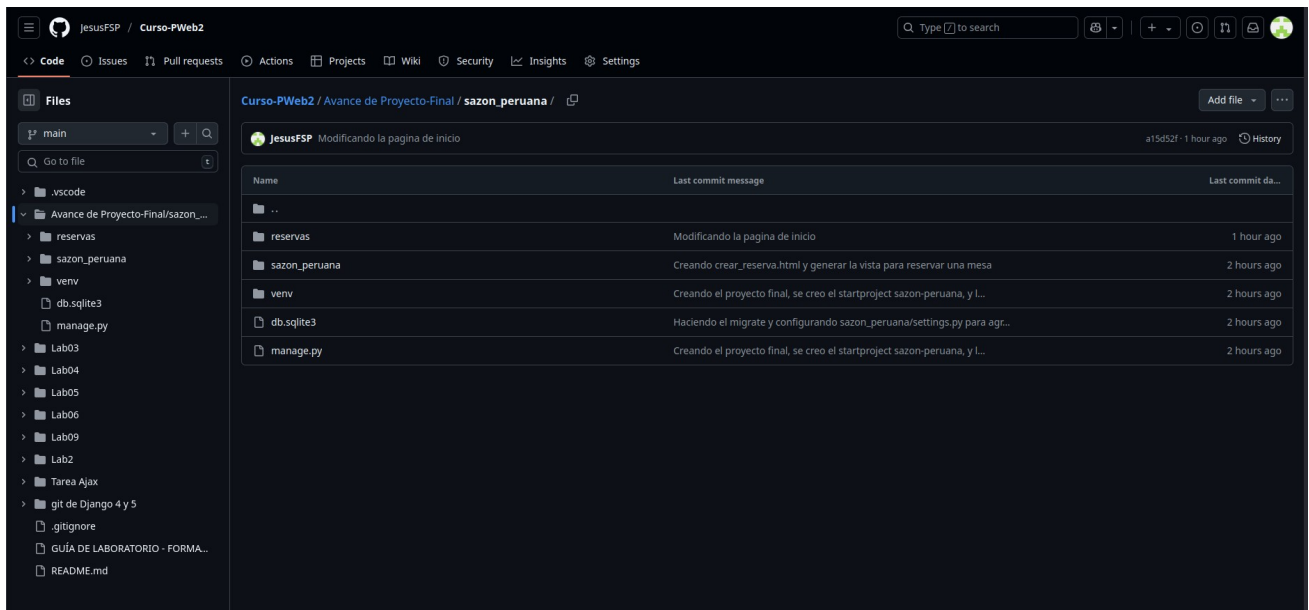 JesusFSP / Curso-PWeb2
Type / to search
Code Issues Pull requests Actions Projects Wiki Security Insights Settings
Files
main
Go to file t
.vscode
Avance de Proyecto-Final/sazon_...
reservas
sazon_peruana
venv
db.sqlite3
manage.py
Lab03
Lab04
Lab05
Lab06
Lab09
Lab2
Tarea Ajax
git de Django 4 y 5
.gitignore
GUÍA DE LABORATORIO - FORMA...
README.md
Curso-PWeb2 / Avance de Proyecto-Final / sazon_peruana /
Add file
JesusFSP Modificando la pagina de inicio a15d52f · 1 hour ago History
Name Last commit message Last commit da...
..
reservas Modificando la pagina de inicio 1 hour ago
sazon_peruana Creando crear_reserva.html y generar la vista para reservar una mesa 2 hours ago
venv Creando el proyecto final, se creo el startproject sazon-peruana, y l... 2 hours ago
db.sqlite3 Haciendo el migrate y configurando sazon_peruana/settings.py para agr... 2 hours ago
manage.py Creando el proyecto final, se creo el startproject sazon-peruana, y l... 2 hours ago